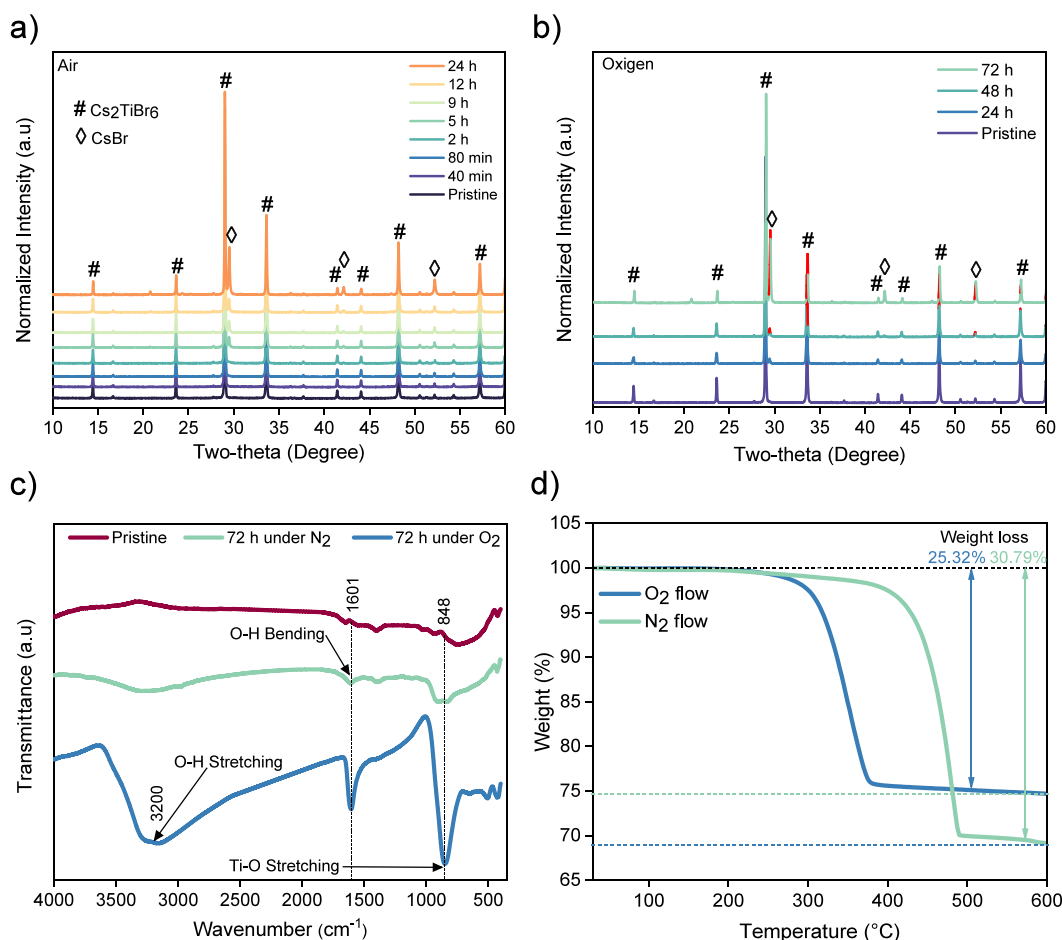 a)
Air
# Cs2TiBr6
◊ CsBr
24 h
12 h
9 h
5 h
2 h
80 min
40 min
Pristine
# # # ◊ # # ◊ # # ◊ #
Normalized Intensity (a.u)
10 15 20 25 30 35 40 45 50 55 60
Two-theta (Degree)
b)
Oxigen
72 h
48 h
24 h
Pristine
# # # ◊ # # ◊ # # ◊ #
Normalized Intensity (a.u)
10 15 20 25 30 35 40 45 50 55 60
Two-theta (Degree)
c)
Pristine 72 h under N2 72 h under O2
1601
848
O-H Bending
O-H Stretching
3200
Ti-O Stretching
Transmittance (a.u)
4000 3500 3000 2500 2000 1500 1000 500
Wavenumber (cm-1)
d)
105
100
95
90
85
80
75
70
65
Weight loss
25.32% 30.79%
O2 flow
N2 flow
Weight (%)
100 200 300 400 500 600
Temperature (°C)